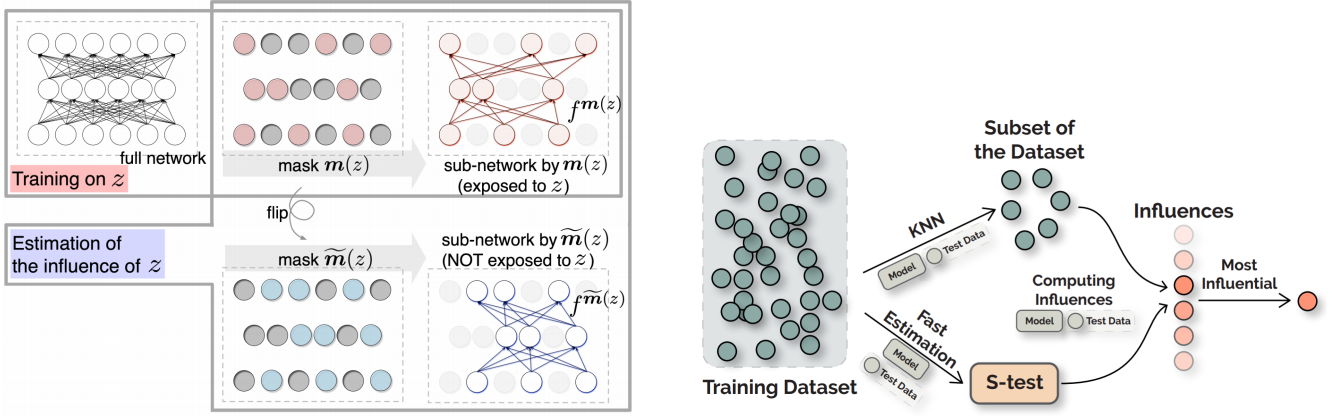 full network
Training on z
mask m(z)
sub-network by m(z)
(exposed to z)
f^m(z)
flip
Estimation of
the influence of z
mask m̃(z)
sub-network by m̃(z)
(NOT exposed to z)
f^m̃(z)
Training Dataset
KNN
Model
Test Data
Subset of
the Dataset
Fast
Estimation
Model
Test Data
S-test
Computing
Influences
Model
Test Data
Influences
Most
Influential